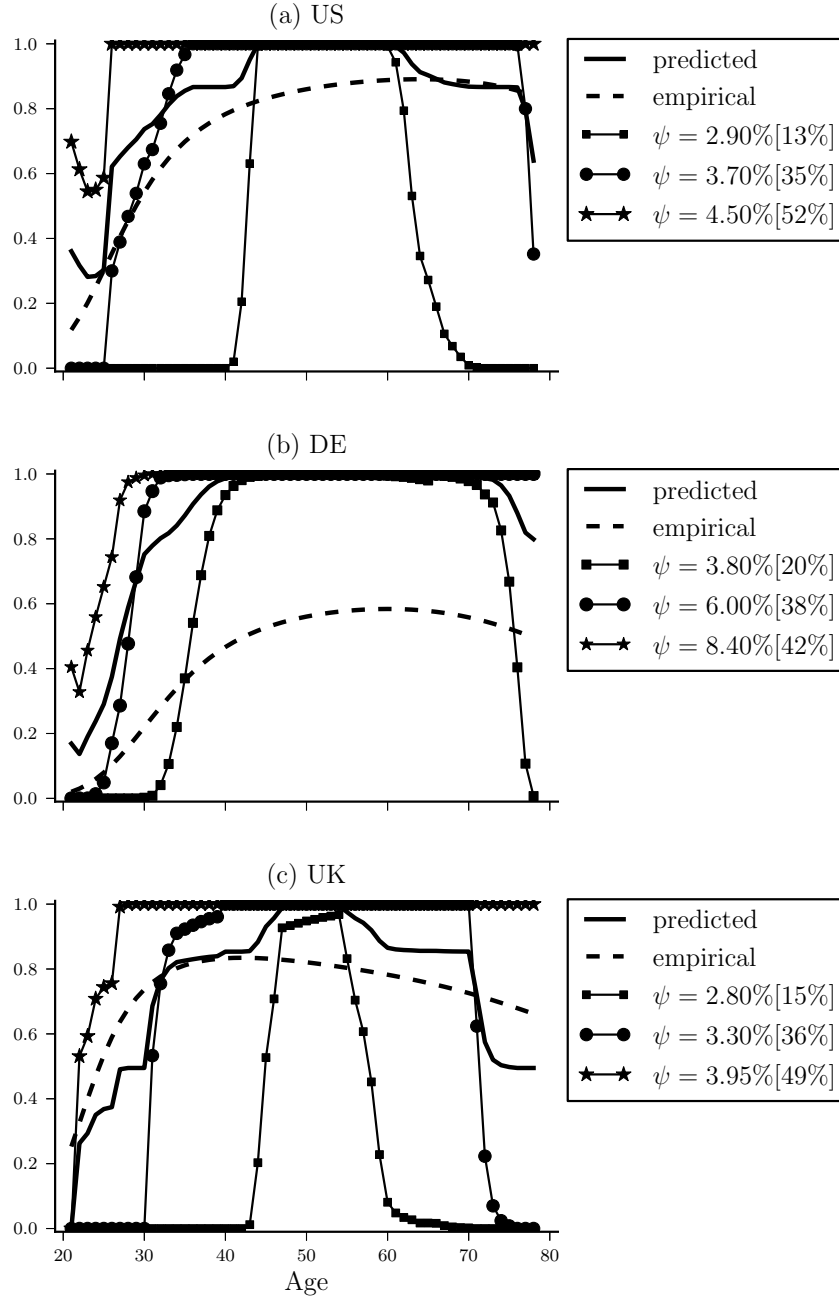 (a) US
1.0
0.8
0.6
0.4
0.2
0.0
predicted
empirical
ψ = 2.90%[13%]
ψ = 3.70%[35%]
ψ = 4.50%[52%]
(b) DE
1.0
0.8
0.6
0.4
0.2
0.0
predicted
empirical
ψ = 3.80%[20%]
ψ = 6.00%[38%]
ψ = 8.40%[42%]
(c) UK
1.0
0.8
0.6
0.4
0.2
0.0
predicted
empirical
ψ = 2.80%[15%]
ψ = 3.30%[36%]
ψ = 3.95%[49%]
20 30 40 50 60 70 80
Age